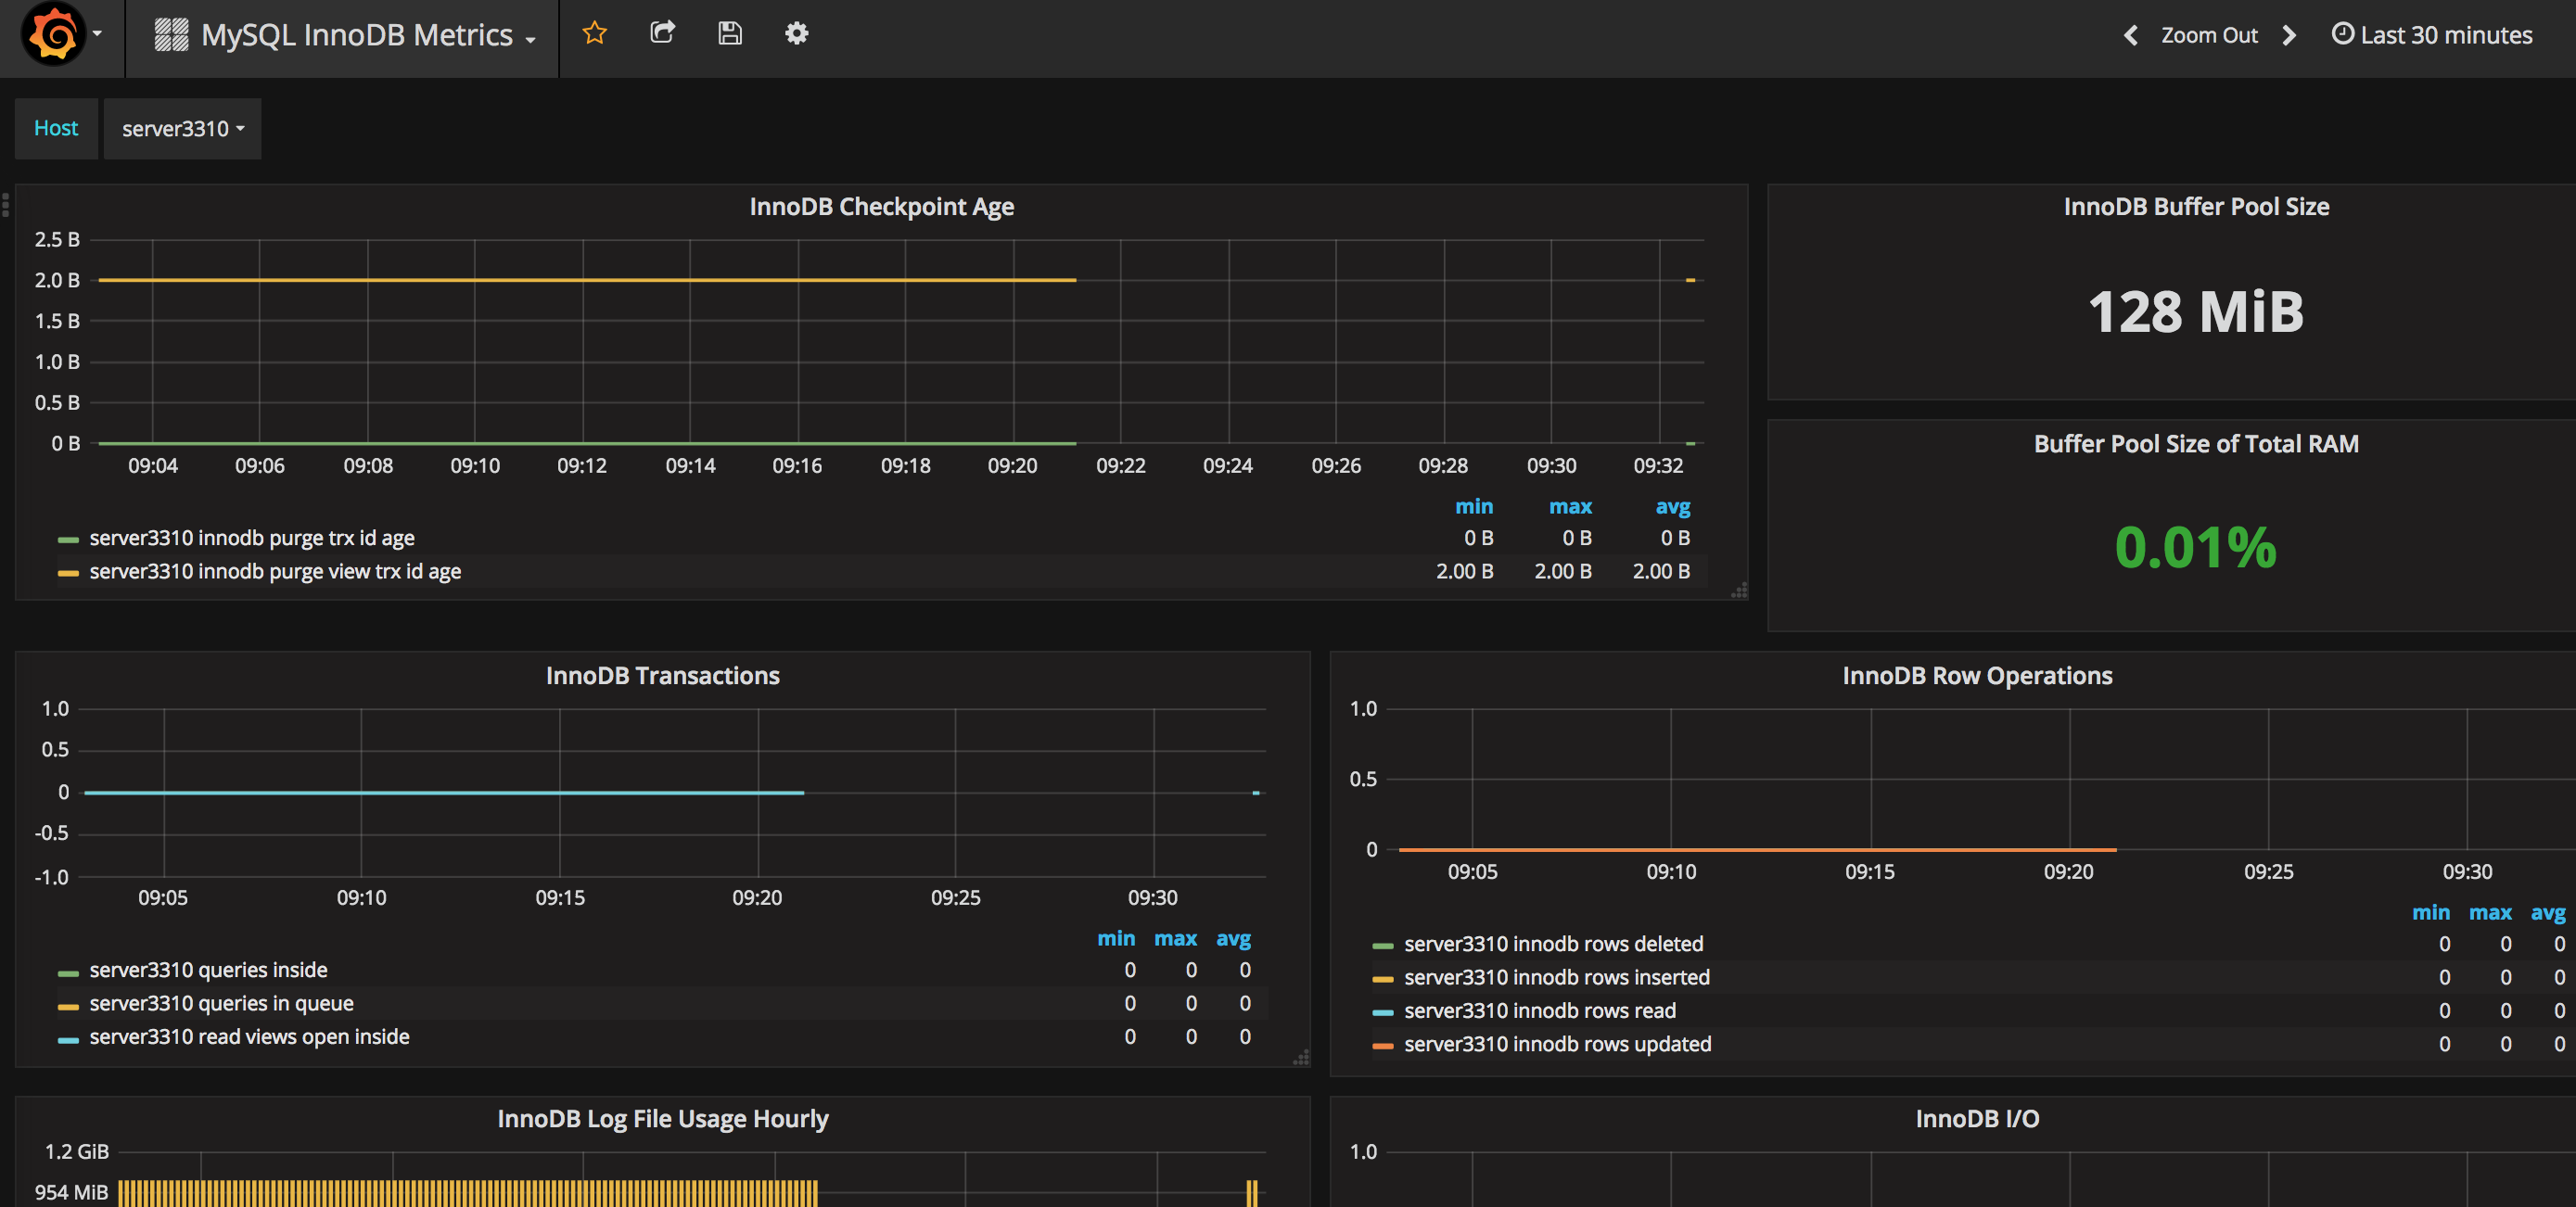 MySQL InnoDB Metrics
Zoom Out
Last 30 minutes
Host
server3310
InnoDB Checkpoint Age
2.5 B
2.0 B
1.5 B
1.0 B
0.5 B
0 B
09:04 09:06 09:08 09:10 09:12 09:14 09:16 09:18 09:20 09:22 09:24 09:26 09:28 09:30 09:32
min max avg
server3310 innodb purge trx id age 0 B 0 B 0 B
server3310 innodb purge view trx id age 2.00 B 2.00 B 2.00 B
InnoDB Buffer Pool Size
128 MiB
Buffer Pool Size of Total RAM
0.01%
InnoDB Transactions
1.0
0.5
0
-0.5
-1.0
09:05 09:10 09:15 09:20 09:25 09:30
min max avg
server3310 queries inside 0 0 0
server3310 queries in queue 0 0 0
server3310 read views open inside 0 0 0
InnoDB Row Operations
1.0
0.5
0
09:05 09:10 09:15 09:20 09:25 09:30
min max avg
server3310 innodb rows deleted 0 0 0
server3310 innodb rows inserted 0 0 0
server3310 innodb rows read 0 0 0
server3310 innodb rows updated 0 0 0
InnoDB Log File Usage Hourly
1.2 GiB
954 MiB
InnoDB I/O
1.0